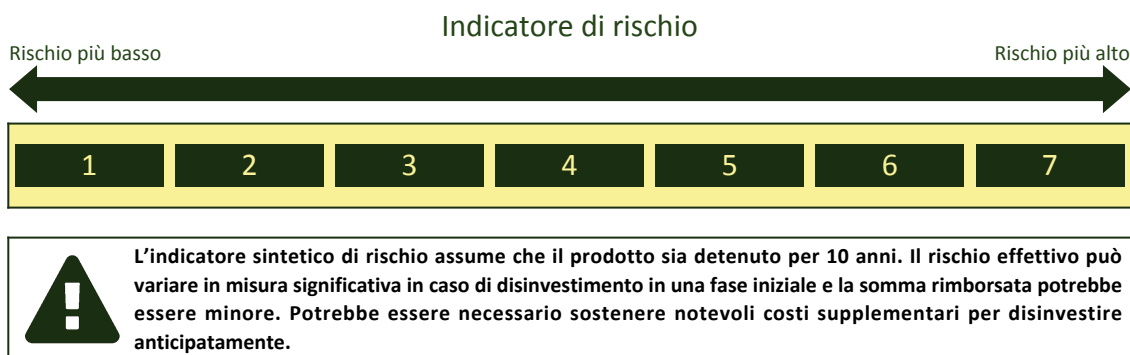 Indicatore di rischio
Rischio più basso
Rischio più alto
1 2 3 4 5 6 7
L'indicatore sintetico di rischio assume che il prodotto sia detenuto per 10 anni. Il rischio effettivo può
variare in misura significativa in caso di disinvestimento in una fase iniziale e la somma rimborsata potrebbe
essere minore. Potrebbe essere necessario sostenere notevoli costi supplementari per disinvestire
anticipatamente.